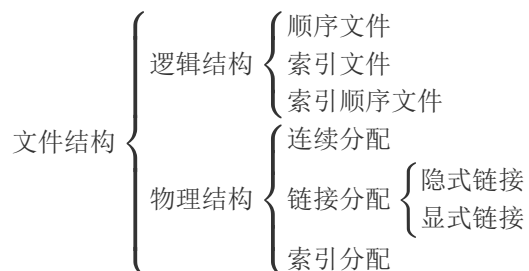 文件结构
逻辑结构
顺序文件
索引文件
索引顺序文件
物理结构
连续分配
链接分配
隐式链接
显式链接
索引分配